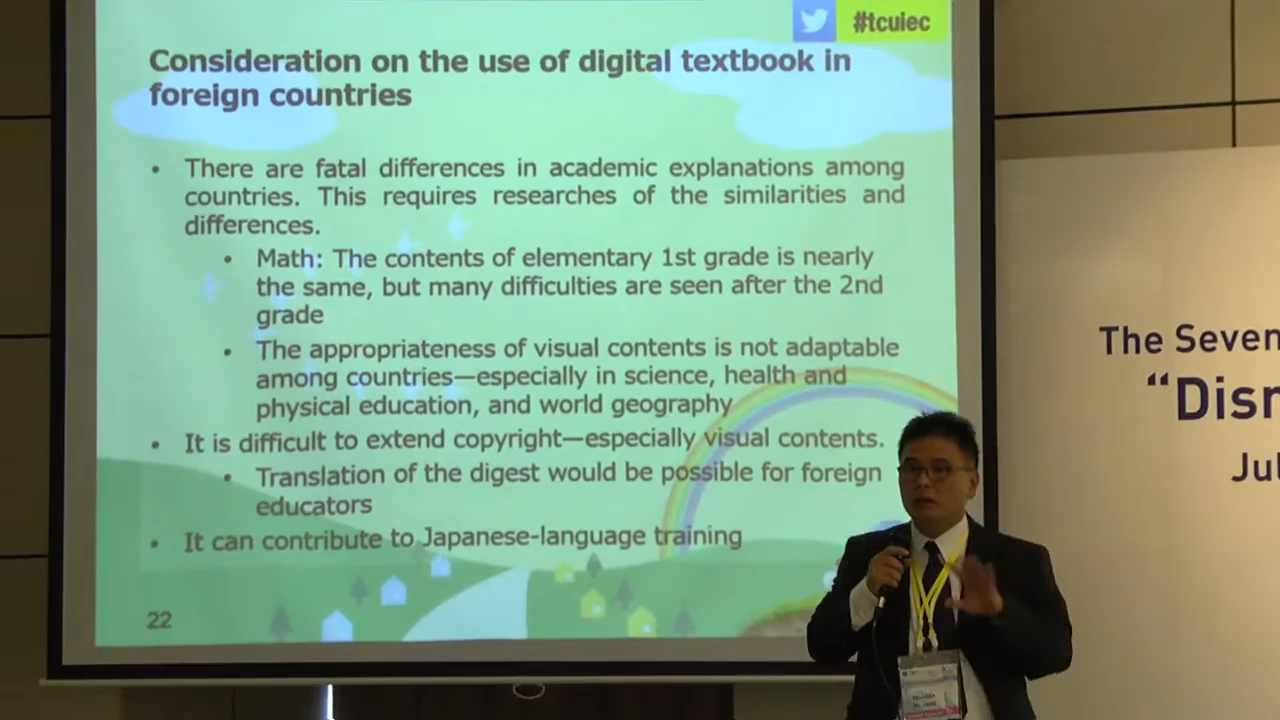 #tcuiec
Consideration on the use of digital textbook in
foreign countries
• There are fatal differences in academic explanations among
countries. This requires researches of the similarities and
differences.
• Math: The contents of elementary 1st grade is nearly
the same, but many difficulties are seen after the 2nd
grade
• The appropriateness of visual contents is not adaptable
among countries—especially in science, health and
physical education, and world geography
• It is difficult to extend copyright—especially visual contents.
• Translation of the digest would be possible for foreign
educators
• It can contribute to Japanese-language training
22
The Seven
“Disr
Jul